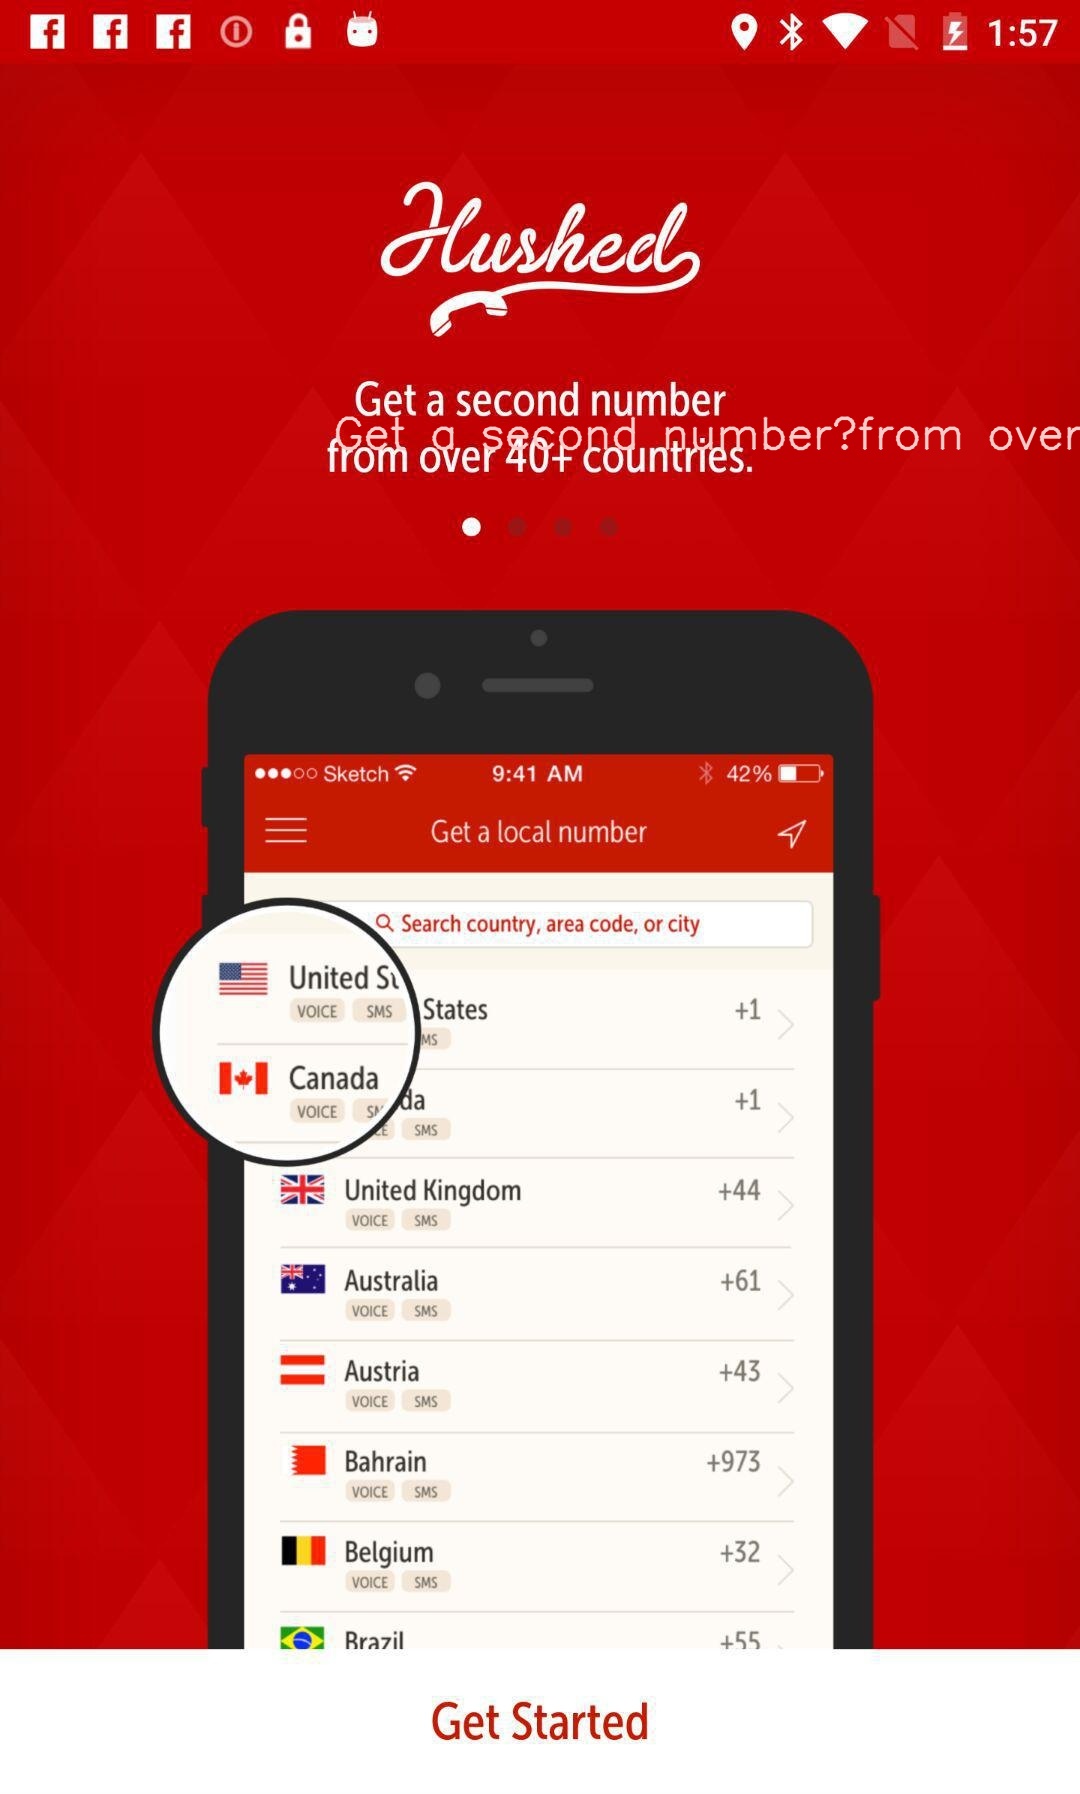 1:57
Hushed
Get a second number
Get a second number?from over
from over 40+ countries.
Sketch 9:41 AM 42%
Get a local number
Search country, area code, or city
United St
VOICE SMS
States +1
MS
Canada
VOICE SM
da +1
CE SMS
United Kingdom +44
VOICE SMS
Australia +61
VOICE SMS
Austria +43
VOICE SMS
Bahrain +973
VOICE SMS
Belgium +32
VOICE SMS
Brazil +55
Get Started